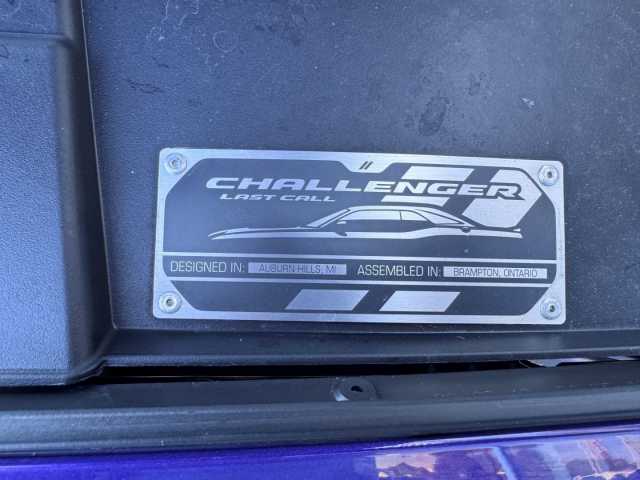 CHALLENGER
LAST CALL
DESIGNED IN: AUBURN HILLS, MI ASSEMBLED IN: BRAMPTON, ONTARIO